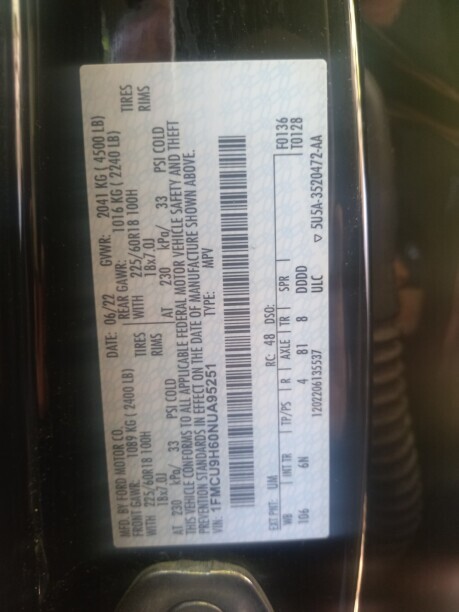 MFD. BY FORD MOTOR CO.
DATE: 06/22 GVWR: 2041 KG ( 4500 LB)
FRONT GAWR: 1089 KG ( 2400 LB) REAR GAWR: 1016 KG ( 2240 LB)
WITH 225/60R18 100H TIRES WITH 225/60R18 100H TIRES
18x7.0J RIMS 18x7.0J RIMS
AT 230 kPa/ 33 PSI COLD AT 230 kPa/ 33 PSI COLD
THIS VEHICLE CONFORMS TO ALL APPLICABLE FEDERAL MOTOR VEHICLE SAFETY AND THEFT
PREVENTION STANDARDS IN EFFECT ON THE DATE OF MANUFACTURE SHOWN ABOVE.
VIN: 1FMCU9H60NUA95251 TYPE: MPV
F0136
T0128
EXT PNT: UM RC: 48 DSO:
WB INT TR TP/PS R AXLE TR SPR
106 6N 4 81 8 DDDD
1202206135537 ULC ▽ 5U5A-3520472-AA